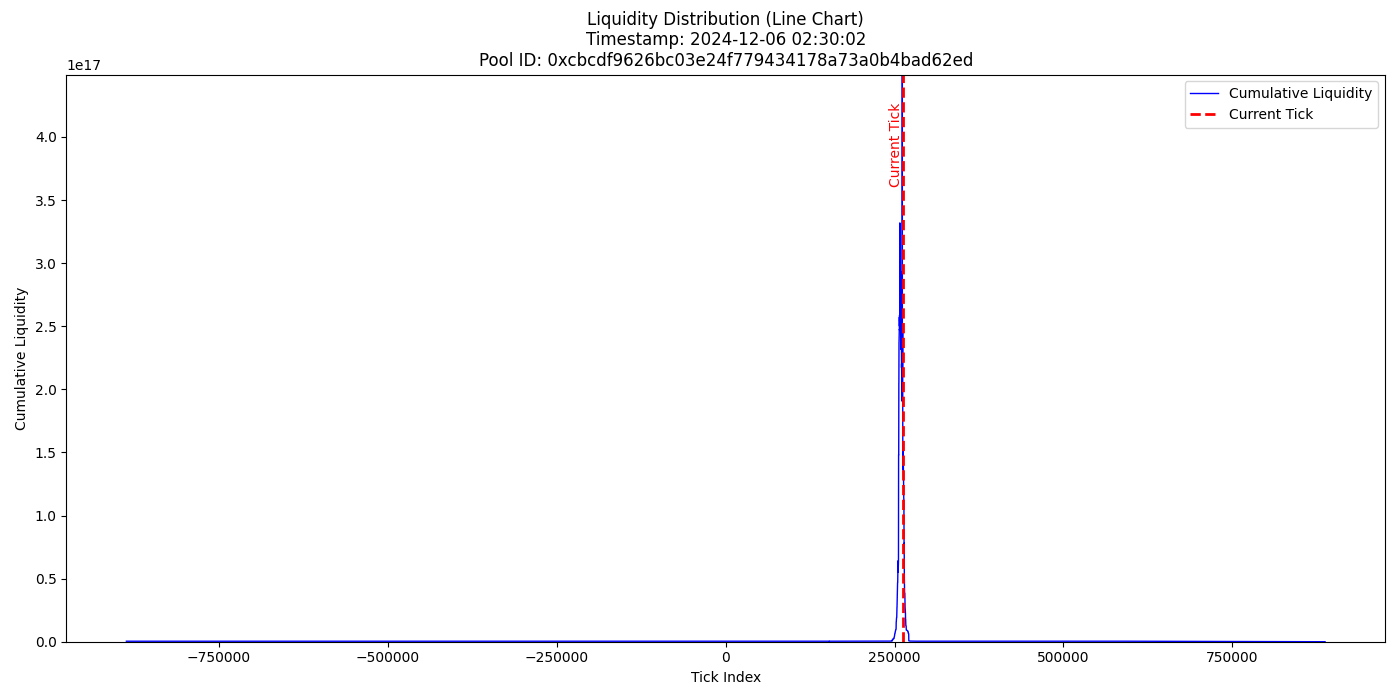 Liquidity Distribution (Line Chart)
Timestamp: 2024-12-06 02:30:02
Pool ID: 0xcbcdf9626bc03e24f779434178a73a0b4bad62ed
1e17
Cumulative Liquidity
Current Tick
Current Tick
4.0
3.5
3.0
2.5
2.0
1.5
1.0
0.5
0.0
Cumulative Liquidity
−750000
−500000
−250000
0
250000
500000
750000
Tick Index